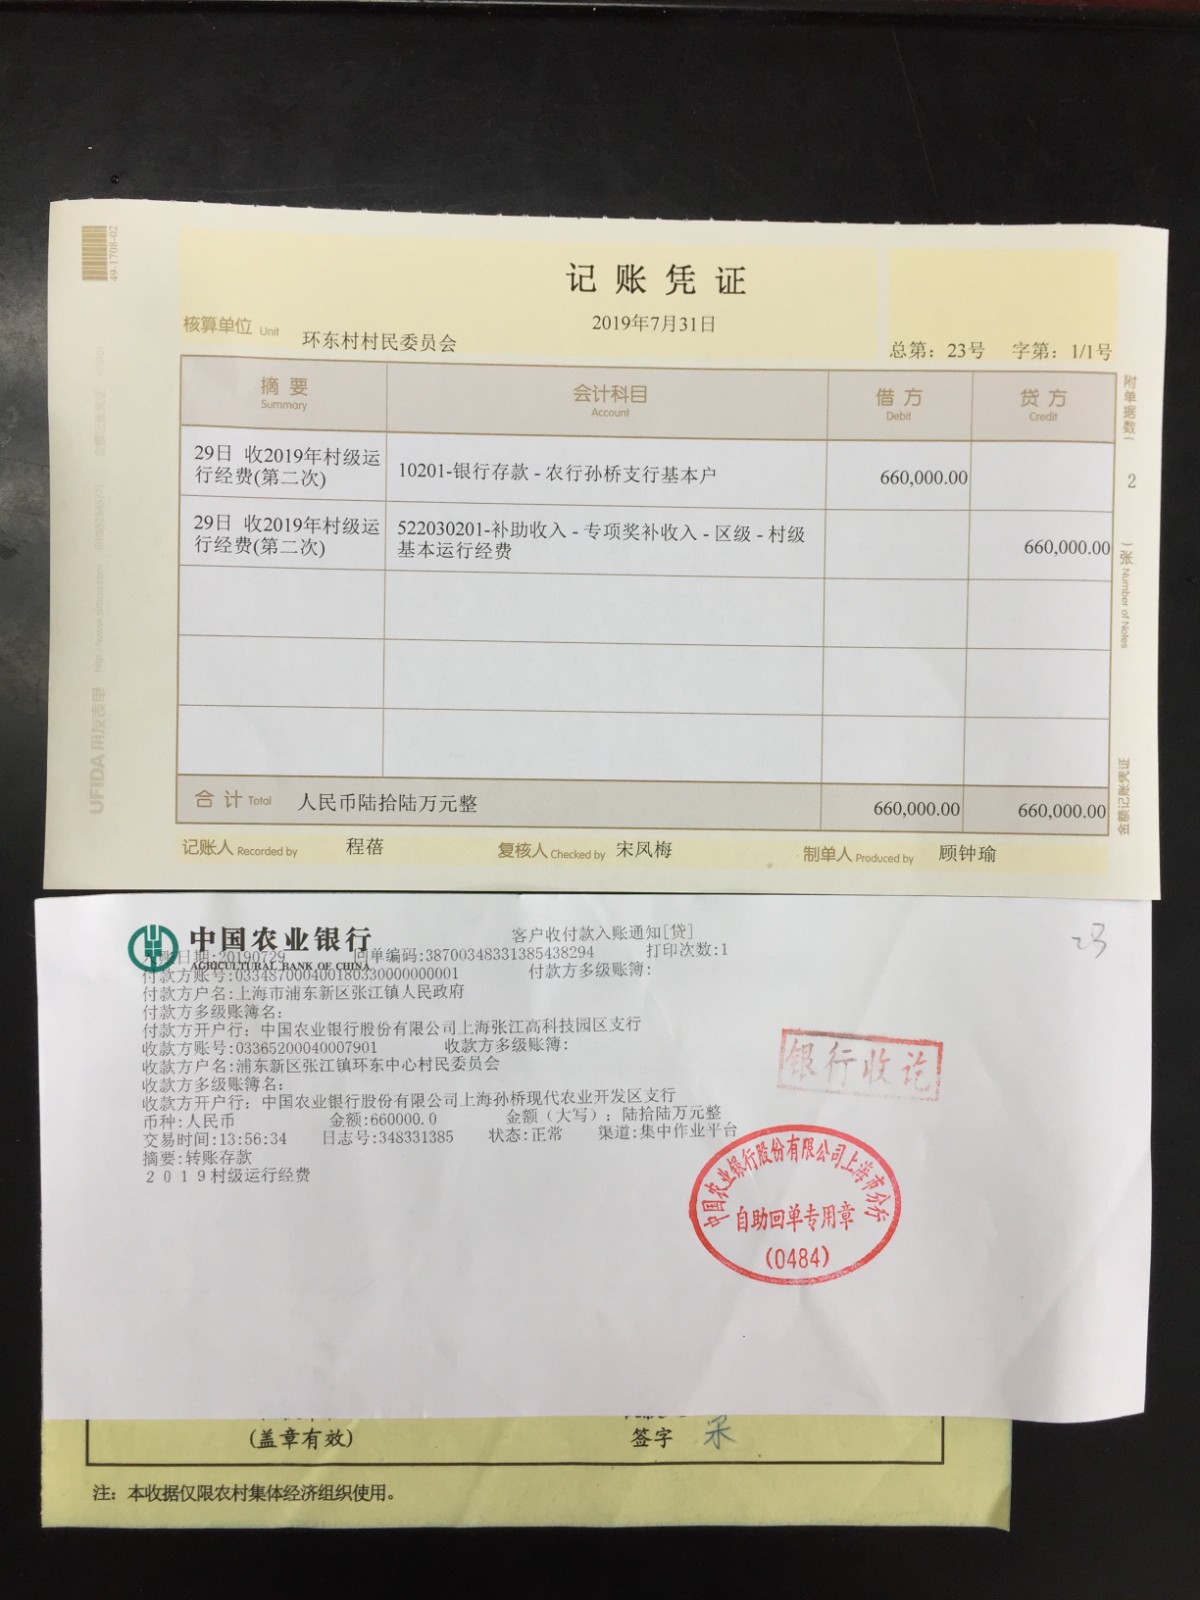 49-1708-02
记账凭证
2019年7月31日
核算单位 Unit 环东村村民委员会
总第：23号 字第：1/1号
摘要 会计科目 借方 贷方
Summary Account Debit Credit
附单据数（ 2 张）
Notes of Number
29日 收2019年村级运
行经费(第二次)
10201-银行存款 - 农行孙桥支行基本户
660,000.00
29日 收2019年村级运
行经费(第二次)
522030201-补助收入 - 专项奖补收入 - 区级 - 村级
基本运行经费
660,000.00
合计 Total 人民币陆拾陆万元整 660,000.00 660,000.00
金额记账凭证
UFIDA 用友表单
记账人 Recorded by 程蓓 复核人 Checked by 宋凤梅 制单人 Produced by 顾钟瑜
中国农业银行
AGRICULTURAL BANK OF CHINA
客户收付款入账通知[贷]
23
入账日期:20190729 回单编码:38700348331385438294 打印次数:1
付款方账号:03348700040018033000000000​1 付款方多级账簿:
付款方户名:上海市浦东新区张江镇人民政府
付款方多级账簿名:
付款方开户行: 中国农业银行股份有限公司上海张江高科技园区支行
收款方账号:03365200040007901 收款方多级账簿:
收款方户名:浦东新区张江镇环东中心村民委员会
收款方多级账簿名:
收款方开户行: 中国农业银行股份有限公司上海孙桥现代农业开发区支行
币种:人民币 金额:660000.0 金额（大写）: 陆拾陆万元整
交易时间:13:56:34 日志号:348331385 状态:正常 渠道:集中作业平台
摘要:转账存款
2019村级运行经费
银行收讫
中国农业银行股份有限公司上海市分行
自助回单专用章
(0484)
(盖章有效)
签字
注：本收据仅限农村集体经济组织使用。